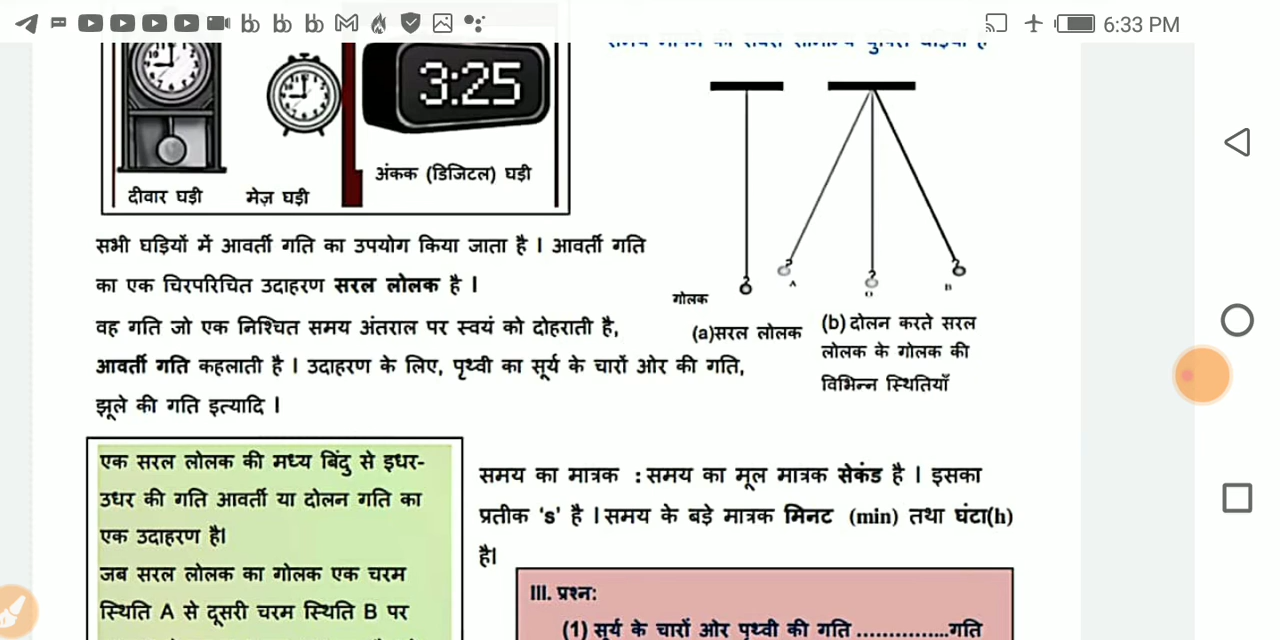 6:33 PM
3:25
दीवार घड़ी
मेज़ घड़ी
अंकक (डिजिटल) घड़ी
सभी घड़ियों में आवर्ती गति का उपयोग किया जाता है । आवर्ती गति
का एक चिरपरिचित उदाहरण सरल लोलक है ।
वह गति जो एक निश्चित समय अंतराल पर स्वयं को दोहराती है,
आवर्ती गति कहलाती है । उदाहरण के लिए, पृथ्वी का सूर्य के चारों ओर की गति,
झूले की गति इत्यादि ।
A
O
B
गोलक
(a)सरल लोलक
(b) दोलन करते सरल
लोलक के गोलक की
विभिन्न स्थितियाँ
एक सरल लोलक की मध्य बिंदु से इधर-
उधर की गति आवर्ती या दोलन गति का
एक उदाहरण है।
जब सरल लोलक का गोलक एक चरम
स्थिति A से दूसरी चरम स्थिति B पर
समय का मात्रक : समय का मूल मात्रक सेकंड है । इसका
प्रतीक ‘s’ है । समय के बड़े मात्रक मिनट (min) तथा घंटा(h)
है।
III. प्रश्न:
(1) सूर्य के चारों ओर पृथ्वी की गति ...............गति